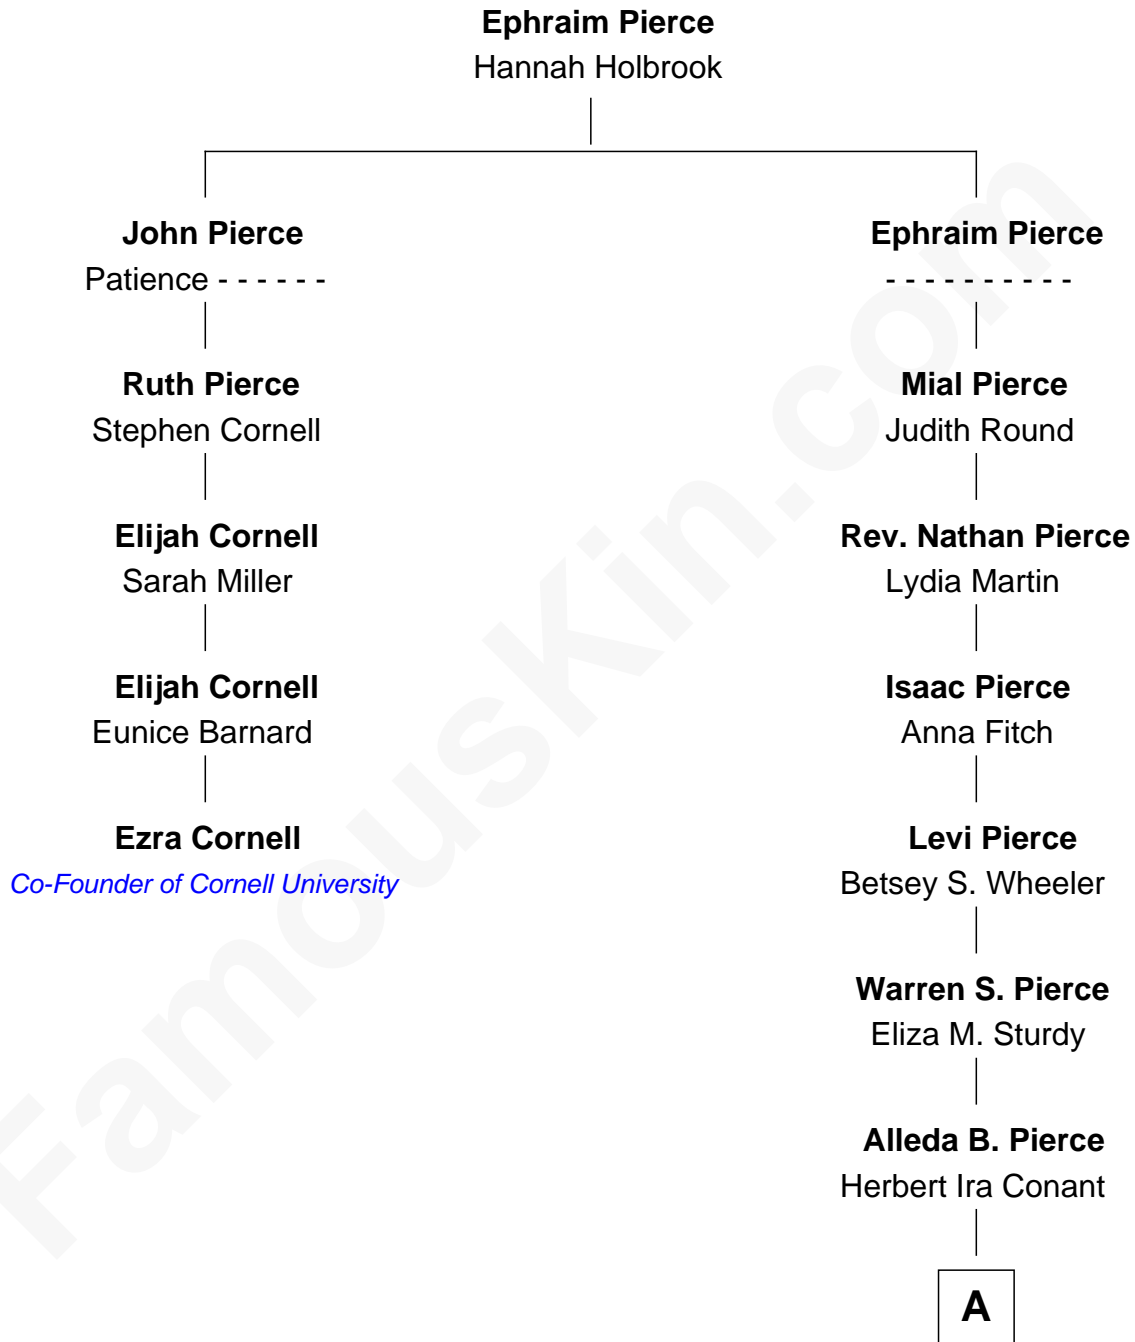 Ephraim Pierce
Hannah Holbrook
John Pierce
Patience - - - - - -
Ephraim Pierce
- - - - - - - - - -
Ruth Pierce
Stephen Cornell
Mial Pierce
Judith Round
Elijah Cornell
Sarah Miller
Rev. Nathan Pierce
Lydia Martin
Elijah Cornell
Eunice Barnard
Isaac Pierce
Anna Fitch
Ezra Cornell
Co-Founder of Cornell University
Levi Pierce
Betsey S. Wheeler
Warren S. Pierce
Eliza M. Sturdy
Alleda B. Pierce
Herbert Ira Conant
A
FamousKin.com